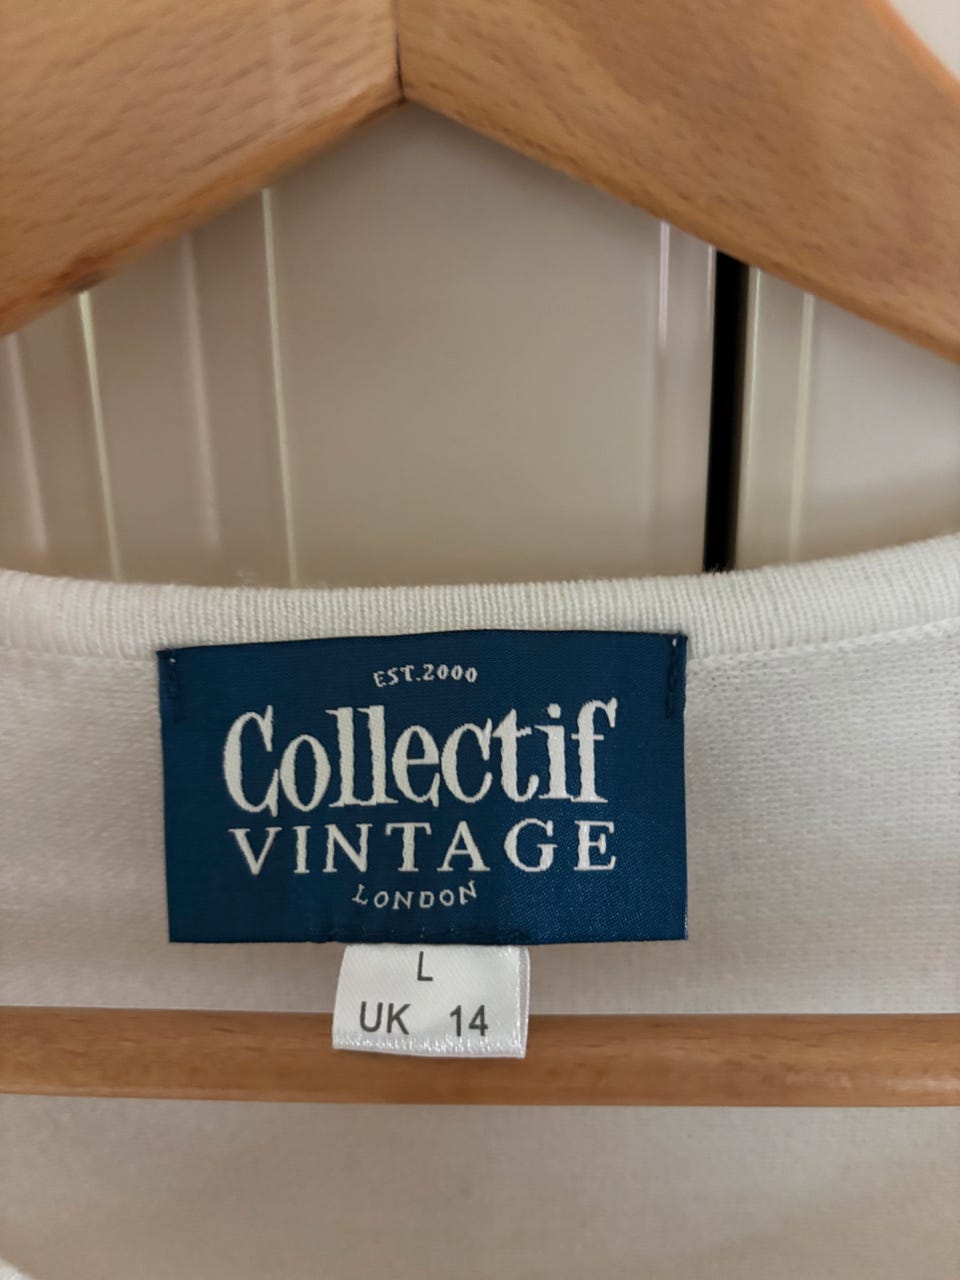 EST.2000
Collectif
VINTAGE
LONDON
L
UK 14